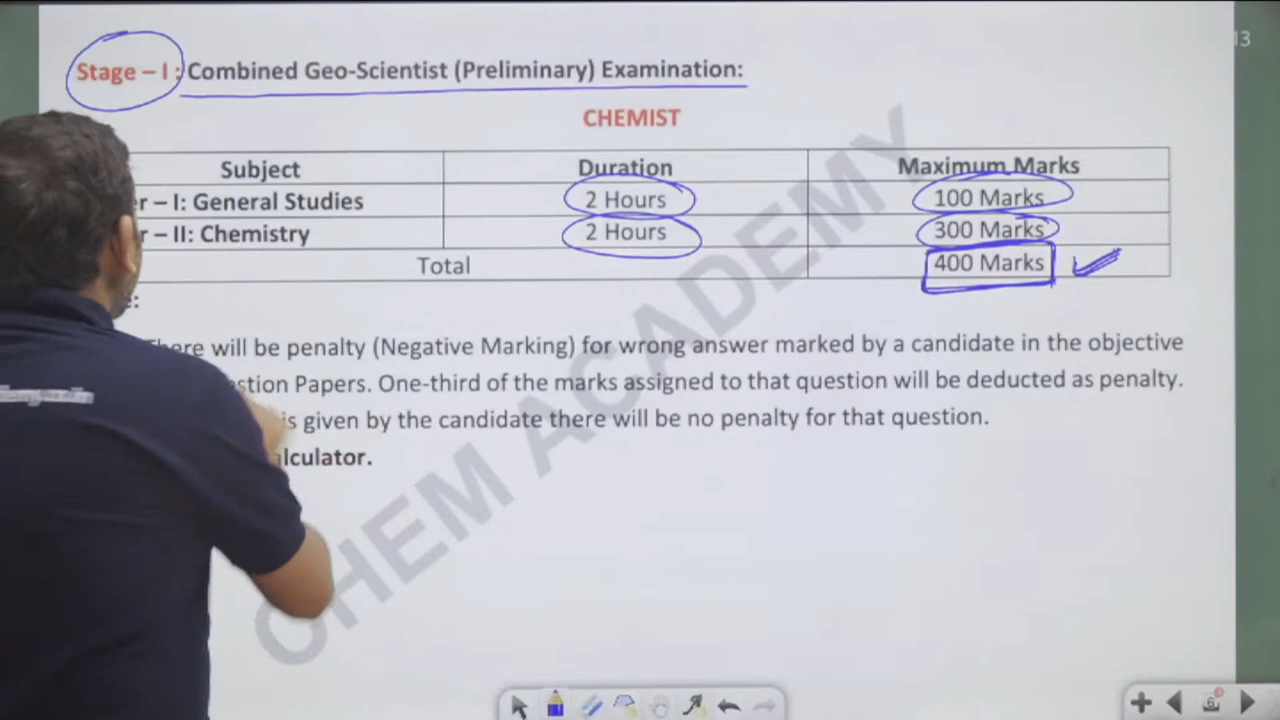 13
Stage – I : Combined Geo-Scientist (Preliminary) Examination:
CHEMIST
Subject Duration Maximum Marks
r – I: General Studies 2 Hours 100 Marks
r – II: Chemistry 2 Hours 300 Marks
Total 400 Marks
e:
There will be penalty (Negative Marking) for wrong answer marked by a candidate in the objective
stion Papers. One-third of the marks assigned to that question will be deducted as penalty.
is given by the candidate there will be no penalty for that question.
alculator.
CHEM ACADEMY